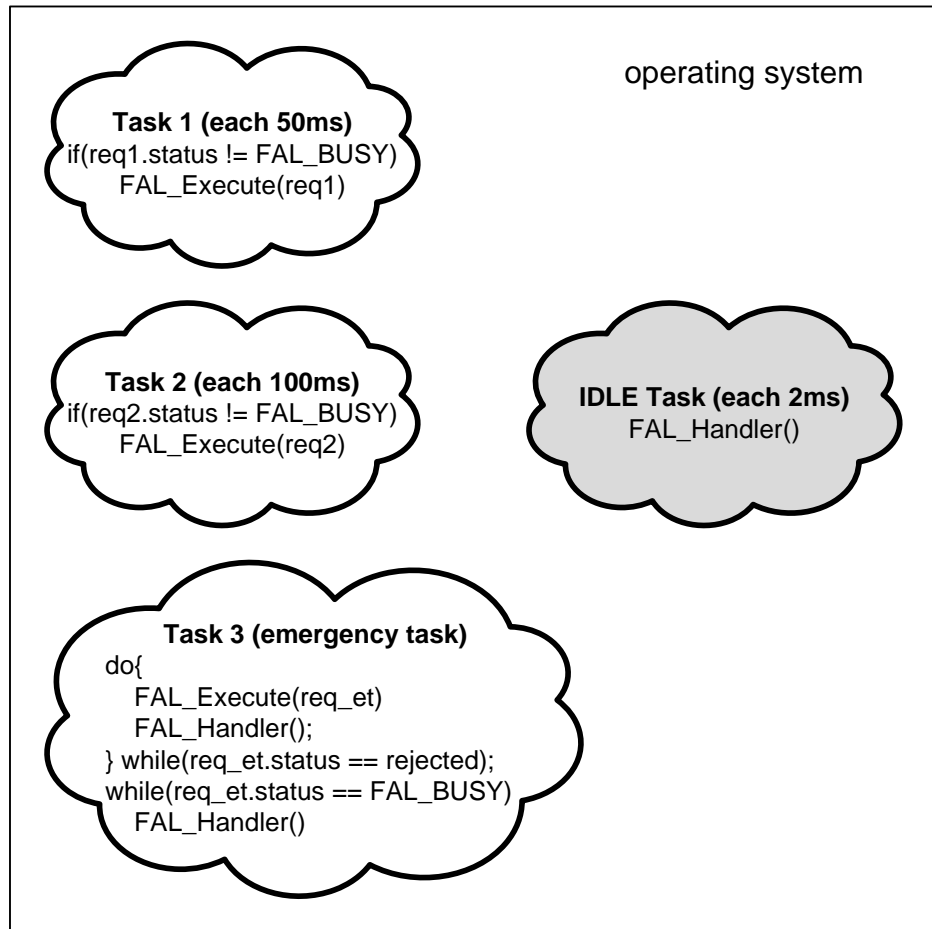 operating system
Task 1 (each 50ms)
if(req1.status != FAL_BUSY)
FAL_Execute(req1)
Task 2 (each 100ms)
if(req2.status != FAL_BUSY)
FAL_Execute(req2)
IDLE Task (each 2ms)
FAL_Handler()
Task 3 (emergency task)
do{
FAL_Execute(req_et)
FAL_Handler();
} while(req_et.status == rejected);
while(req_et.status == FAL_BUSY)
FAL_Handler()